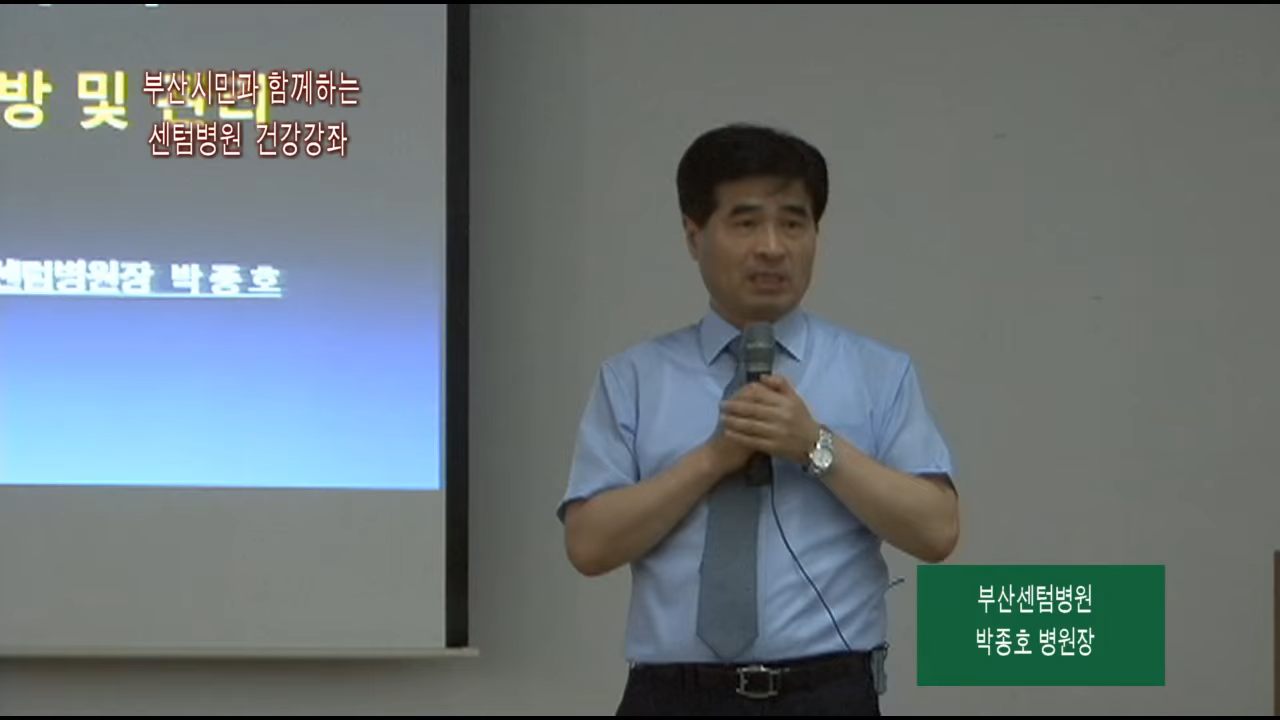 방 및 관리
부산시민과 함께하는
센텀병원 건강강좌
센텀병원장 박종호
부산센텀병원
박종호 병원장